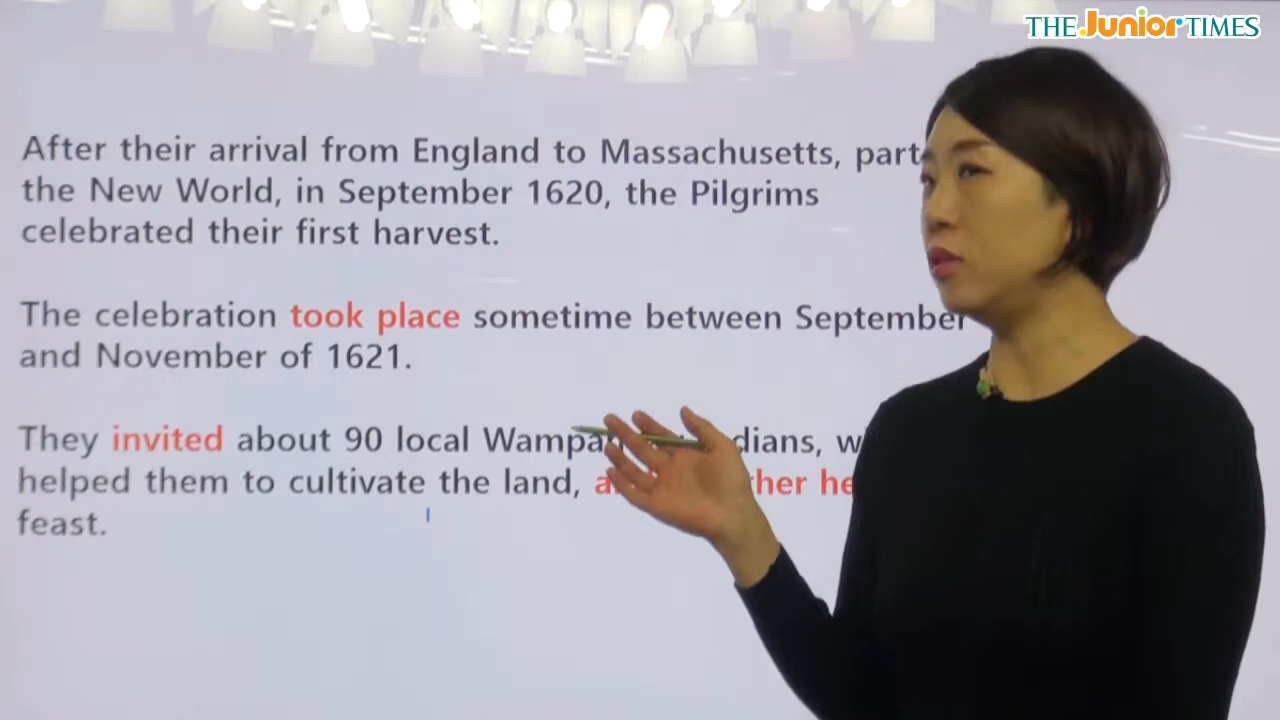 THE Junior TIMES
After their arrival from England to Massachusetts, part
the New World, in September 1620, the Pilgrims
celebrated their first harvest.
The celebration took place sometime between September
and November of 1621.
They invited about 90 local
helped them to cultivate the land,
feast.